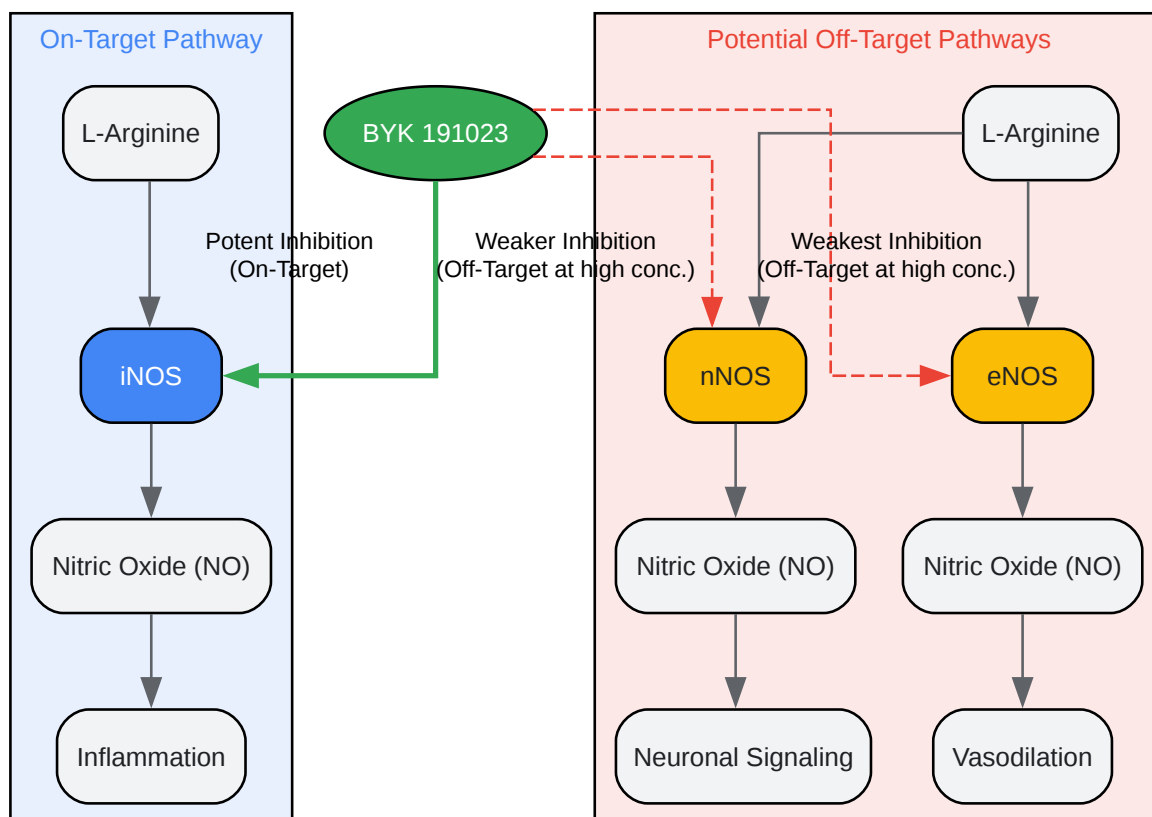 On-Target Pathway
Potential Off-Target Pathways
L-Arginine
BYK 191023
L-Arginine
Potent Inhibition
(On-Target)
Weaker Inhibition
(Off-Target at high conc.)
Weakest Inhibition
(Off-Target at high conc.)
iNOS
nNOS
eNOS
Nitric Oxide (NO)
Nitric Oxide (NO)
Nitric Oxide (NO)
Inflammation
Neuronal Signaling
Vasodilation